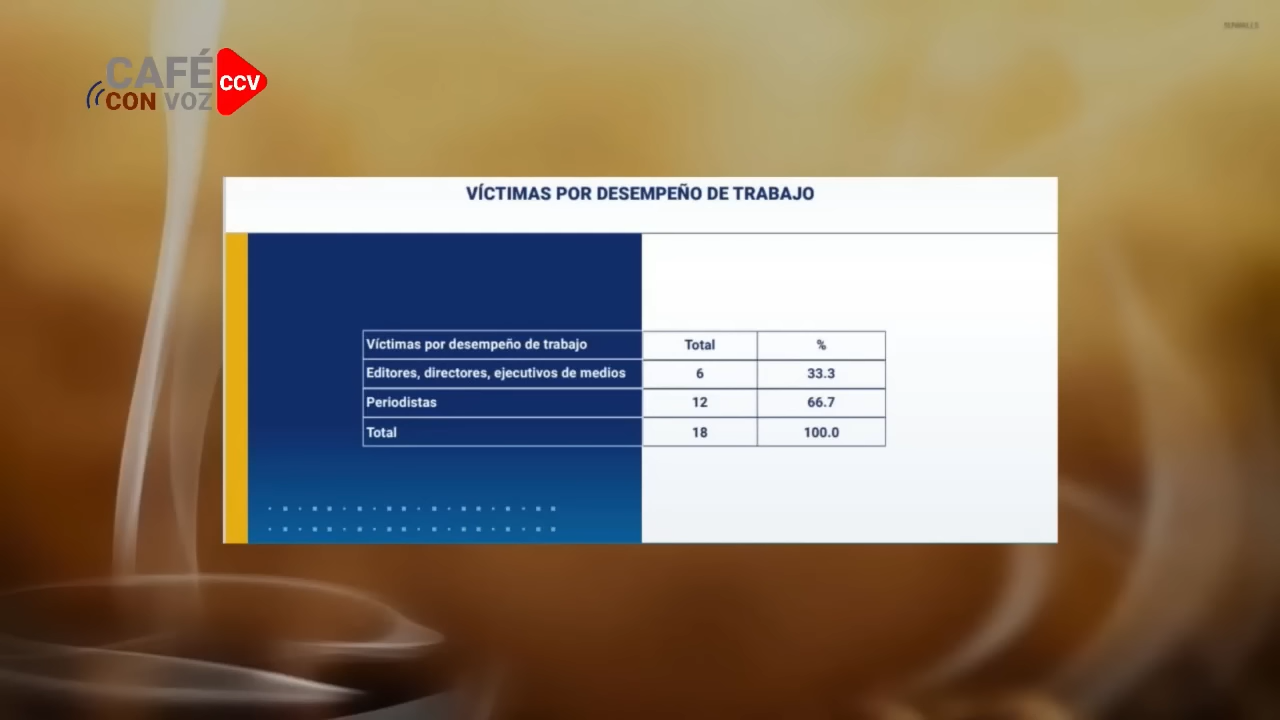 CAFÉ
CON VOZ
CCV
VÍCTIMAS POR DESEMPEÑO DE TRABAJO
Víctimas por desempeño de trabajo Total %
Editores, directores, ejecutivos de medios 6 33.3
Periodistas 12 66.7
Total 18 100.0